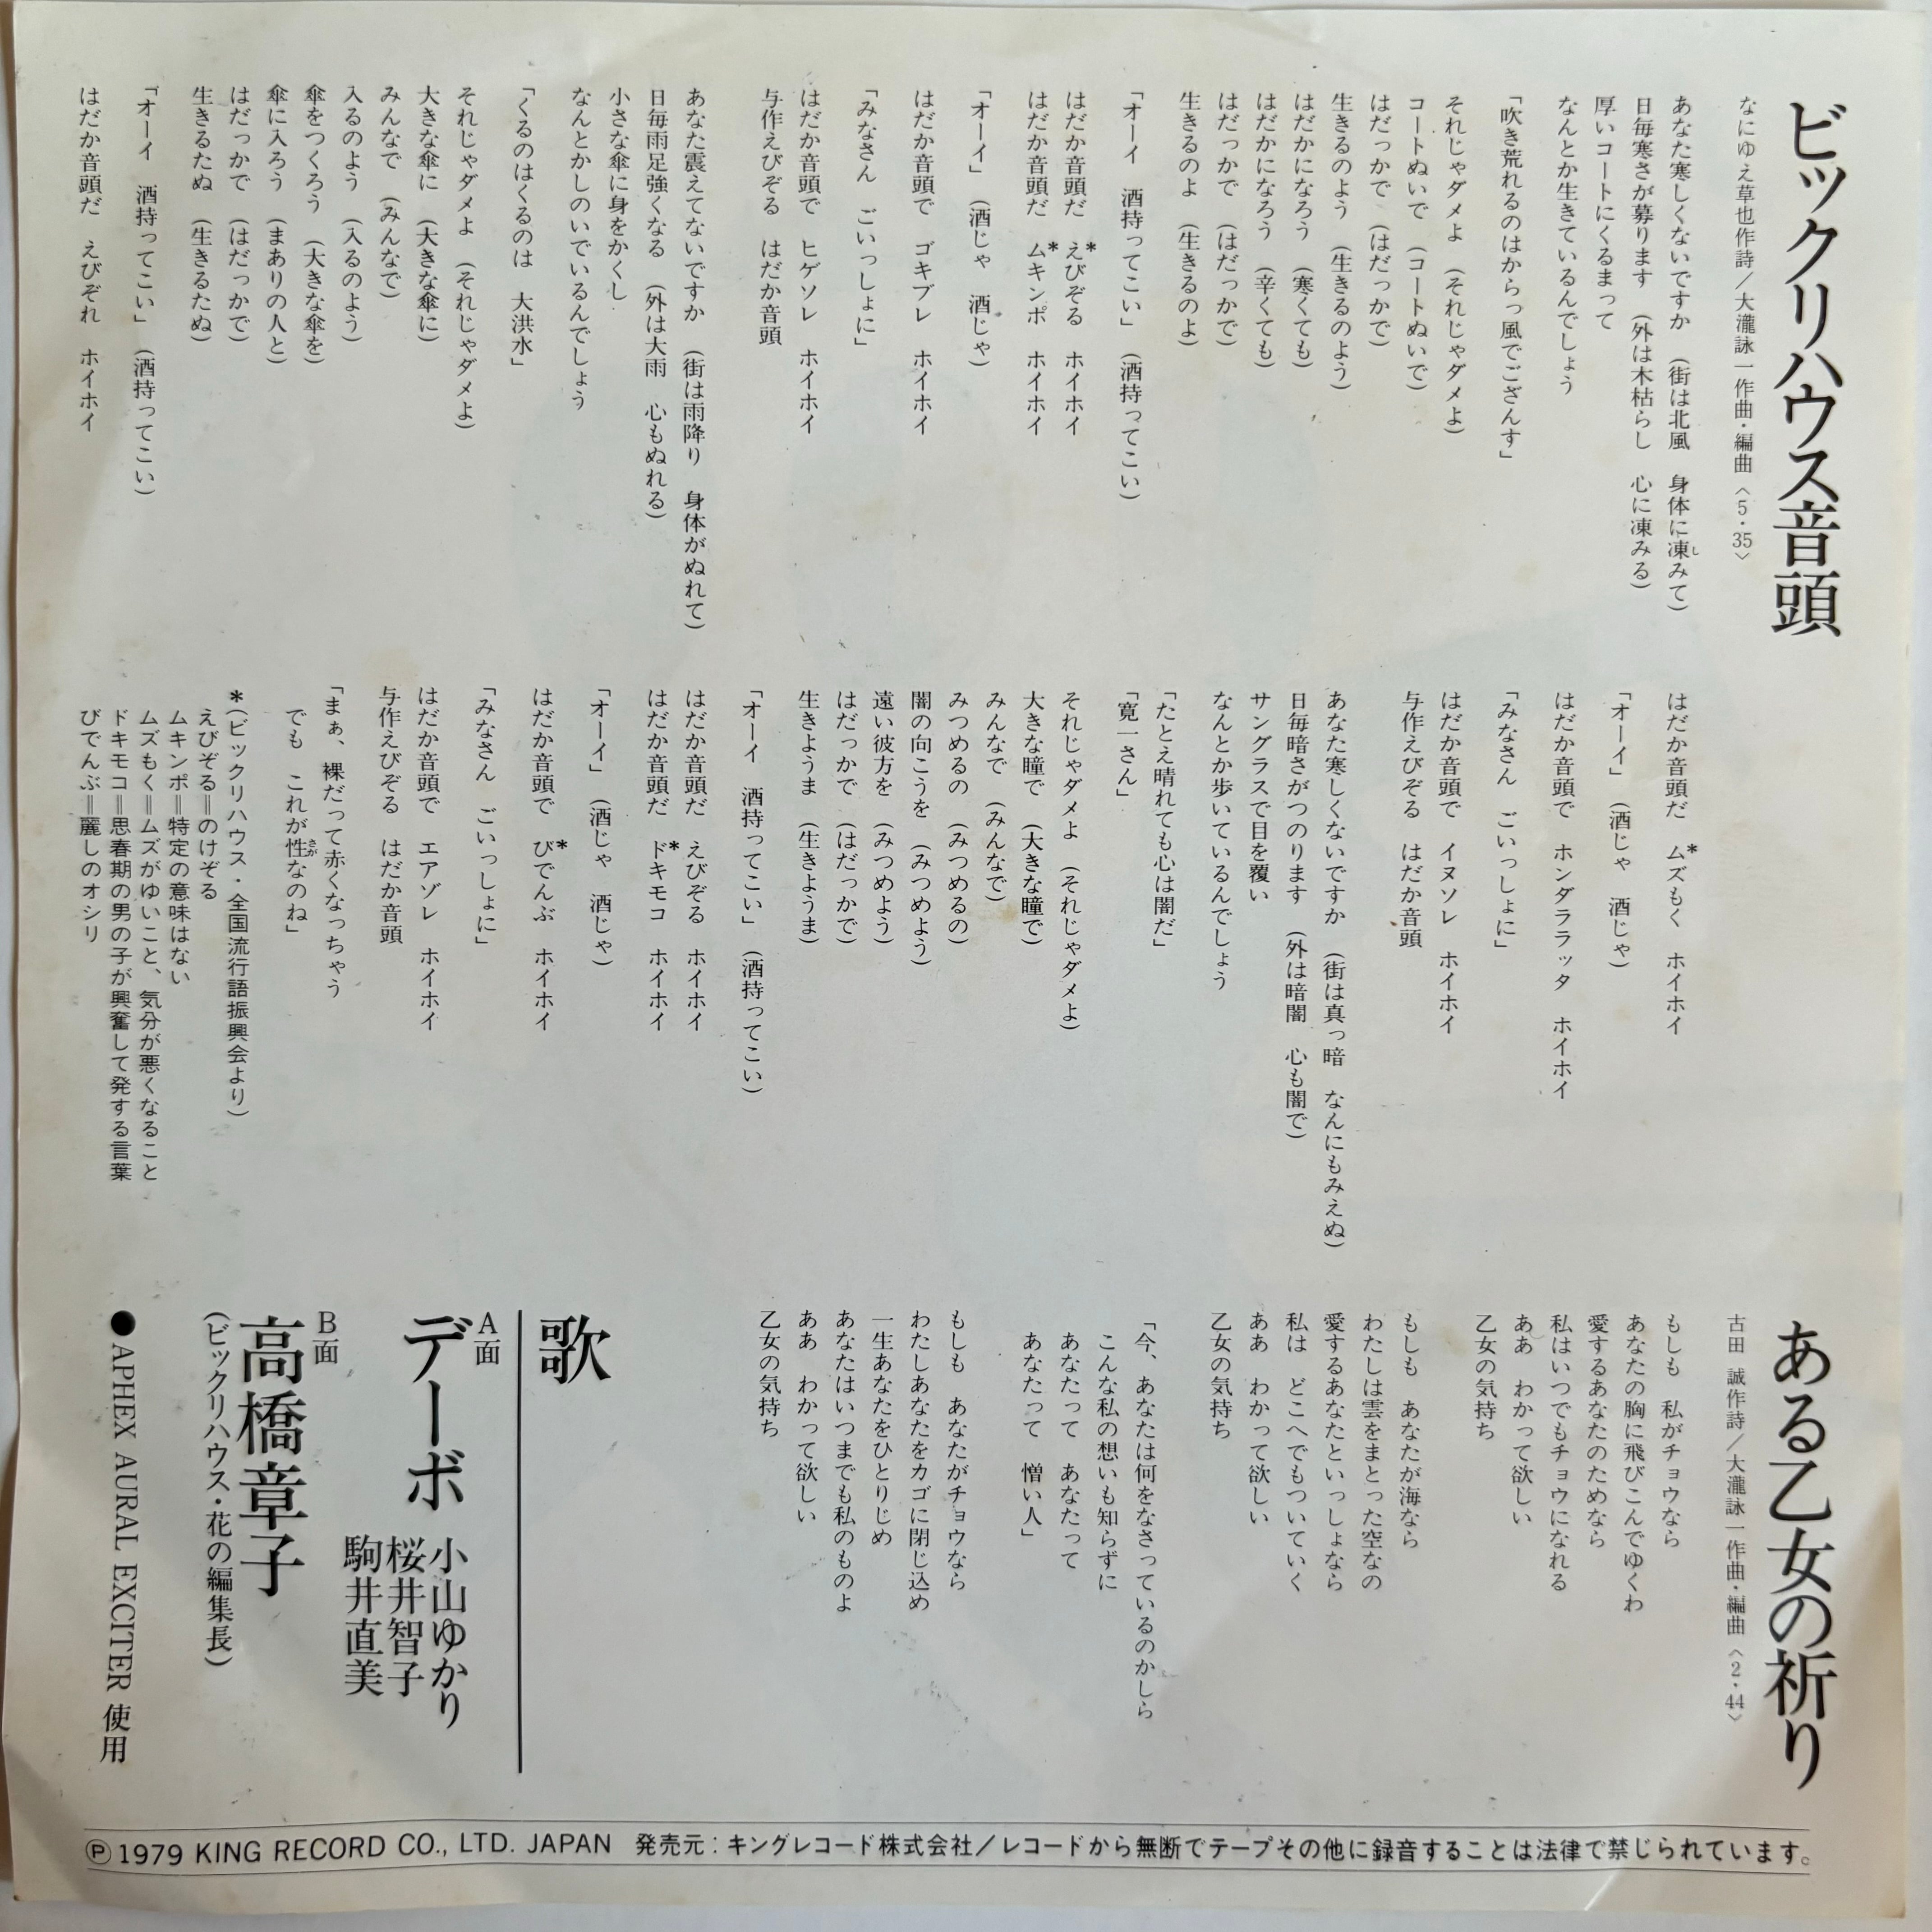 ビックリハウス音頭
なにゆえ草也作詩／大瀧詠一作曲・編曲〈5・35〉
あなた寒しくないですか　(街は北風　身体に凍みて)
し
日毎寒さが募ります　(外は木枯らし　心に凍みる)
厚いコートにくるまって
なんとか生きているんでしょう
「吹き荒れるのはからっ風でござんす」
それじゃダメよ　(それじゃダメよ)
コートぬいで　(コートぬいで)
はだっかで　(はだっかで)
生きるのよう　(生きるのよう)
はだかになろう　(寒くても)
はだかになろう　(辛くても)
はだっかで　(はだっかで)
生きるのよ　(生きるのよ)
「オーイ　酒持ってこい」　(酒持ってこい)
はだか音頭だ　えびぞる*　ホイホイ
はだか音頭だ　ムキンポ*　ホイホイ
「オーイ」　(酒じゃ　酒じゃ)
はだか音頭で　ゴキブレ　ホイホイ
「みなさん　ごいっしょに」
はだか音頭で　ヒゲソレ　ホイホイ
与作えびぞる　はだか音頭
あなた震えてないですか　(街は雨降り　身体がぬれて)
日毎雨足強くなる　(外は大雨　心もぬれる)
小さな傘に身をかくし
なんとかしのいでいるんでしょう
「くるのはくるのは　大洪水」
それじゃダメよ　(それじゃダメよ)
大きな傘に　(大きな傘に)
みんなで　(みんなで)
入るのよう　(入るのよう)
傘をつくろう　(大きな傘を)
傘に入ろう　(まありの人と)
はだっかで　(はだっかで)
生きるたぬ　(生きるたぬ)
「オーイ　酒持ってこい」　(酒持ってこい)
はだか音頭だ　えびぞれ　ホイホイ
はだか音頭だ　ムズもく*　ホイホイ
「オーイ」　(酒じゃ　酒じゃ)
はだか音頭で　ホンダララッタ　ホイホイ
「みなさん　ごいっしょに」
はだか音頭で　イヌソレ　ホイホイ
与作えびぞる　はだか音頭
あなた寒しくないですか　(街は真っ暗　なんにもみえぬ)
日毎暗さがつのります　(外は暗闇　心も闇で)
サングラスで目を覆い
なんとか歩いているんでしょう
「たとえ晴れても心は闇だ」
「寛一さん」
それじゃダメよ　(それじゃダメよ)
大きな瞳で　(大きな瞳で)
みんなで　(みんなで)
みつめるの　(みつめるの)
闇の向こうを　(みつめよう)
遠い彼方を　(みつめよう)
はだっかで　(はだっかで)
生きようま　(生きようま)
「オーイ　酒持ってこい」　(酒持ってこい)
はだか音頭だ　えびぞる　ホイホイ
はだか音頭だ　ドキモコ*　ホイホイ
「オーイ」　(酒じゃ　酒じゃ)
はだか音頭で　びでんぶ*　ホイホイ
「みなさん　ごいっしょに」
はだか音頭で　エアゾレ　ホイホイ
与作えびぞる　はだか音頭
「まぁ、裸だって赤くなっちゃう
でも　これが性なのね」
さが
*(ビックリハウス・全国流行語振興会より)
えびぞる＝のけぞる
ムキンポ＝特定の意味はない
ムズもく＝ムズがゆいこと、気分が悪くなること
ドキモコ＝思春期の男の子が興奮して発する言葉
びでんぶ＝麗しのオシリ
ある乙女の祈り
古田　誠作詩／大瀧詠一作曲・編曲〈2・44〉
もしも　私がチョウなら
あなたの胸に飛びこんでゆくわ
愛するあなたのためなら
私はいつでもチョウになれる
ああ　わかって欲しい
乙女の気持ち
もしも　あなたが海なら
わたしは雲をまとった空なの
愛するあなたといっしょなら
私は　どこへでもついていく
ああ　わかって欲しい
乙女の気持ち
「今、あなたは何をなさっているのかしら
こんな私の想いも知らずに
あなたって　あなたって
あなたって　憎い人」
もしも　あなたがチョウなら
わたしあなたをカゴに閉じ込め
一生あなたをひとりじめ
あなたはいつまでも私のものよ
ああ　わかって欲しい
乙女の気持ち
歌
A面
デーボ
小山ゆかり
桜井智子
駒井直美
B面
高橋章子
(ビックリハウス・花の編集長)
●APHEX AURAL EXCITER 使用
Ⓟ1979 KING RECORD CO., LTD. JAPAN　発売元：キングレコード株式会社／レコードから無断でテープその他に録音することは法律で禁じられています。